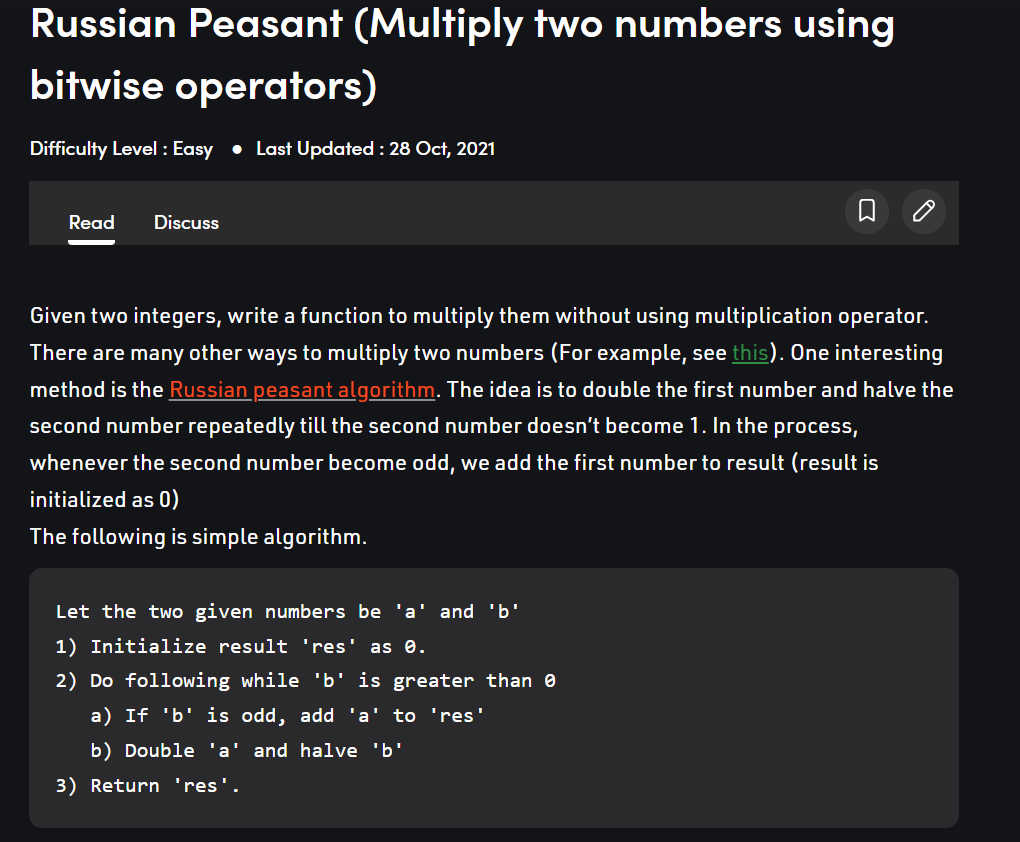 Russian Peasant (Multiply two numbers using
bitwise operators)
Difficulty Level : Easy ● Last Updated : 28 Oct, 2021
Read Discuss
Given two integers, write a function to multiply them without using multiplication operator.
There are many other ways to multiply two numbers (For example, see this). One interesting
method is the Russian peasant algorithm. The idea is to double the first number and halve the
second number repeatedly till the second number doesn’t become 1. In the process,
whenever the second number become odd, we add the first number to result (result is
initialized as 0)
The following is simple algorithm.
Let the two given numbers be 'a' and 'b'
1) Initialize result 'res' as 0.
2) Do following while 'b' is greater than 0
a) If 'b' is odd, add 'a' to 'res'
b) Double 'a' and halve 'b'
3) Return 'res'.